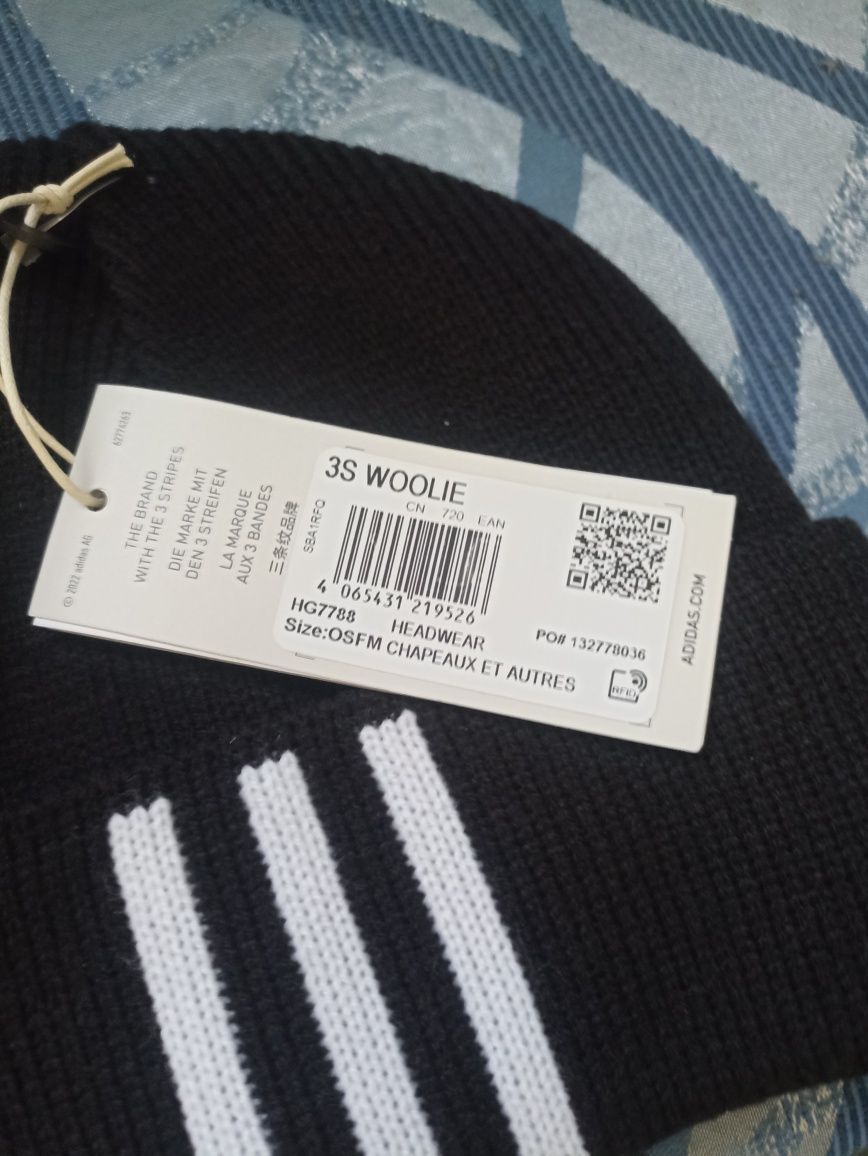 62774263
© 2022 adidas AG
THE BRAND
WITH THE 3 STRIPES
DIE MARKE MIT
DEN 3 STREIFEN
LA MARQUE
AUX 3 BANDES
三条纹品牌
3S WOOLIE
CN 720 EAN
SBA1RFQ
4 065431 219526
HG7788 HEADWEAR
Size:OSFM CHAPEAUX ET AUTRES
PO# 132778036
RFID
ADIDAS.COM